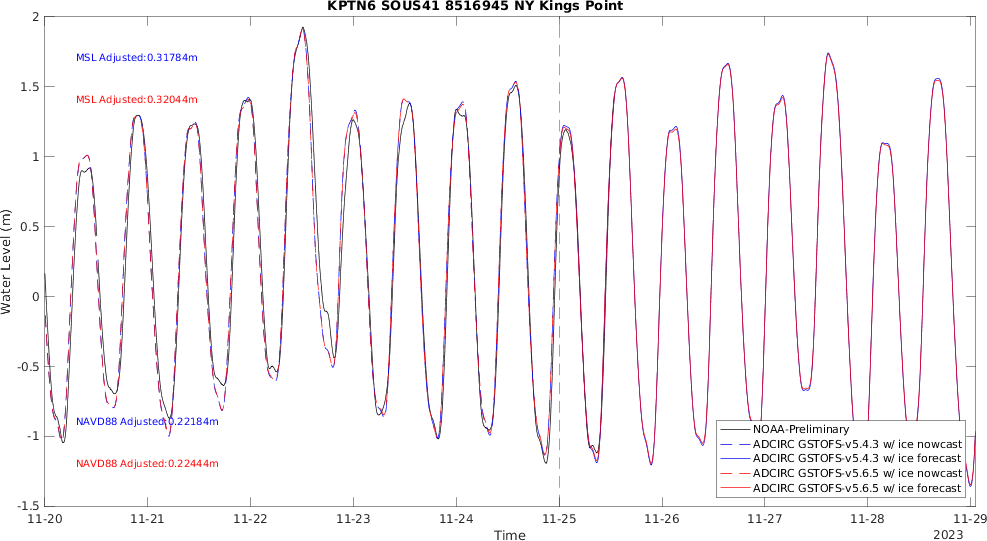 KPTN6 SOUS41 8516945 NY Kings Point
2
1.5
1
0.5
0
-0.5
-1
-1.5
Water Level (m)
MSL Adjusted:0.31784m
MSL Adjusted:0.32044m
NAVD88 Adjusted:0.22184m
NAVD88 Adjusted:0.22444m
NOAA-Preliminary
ADCIRC GSTOFS-v5.4.3 w/ ice nowcast
ADCIRC GSTOFS-v5.4.3 w/ ice forecast
ADCIRC GSTOFS-v5.6.5 w/ ice nowcast
ADCIRC GSTOFS-v5.6.5 w/ ice forecast
11-20 11-21 11-22 11-23 11-24 11-25 11-26 11-27 11-28 11-29
Time
2023